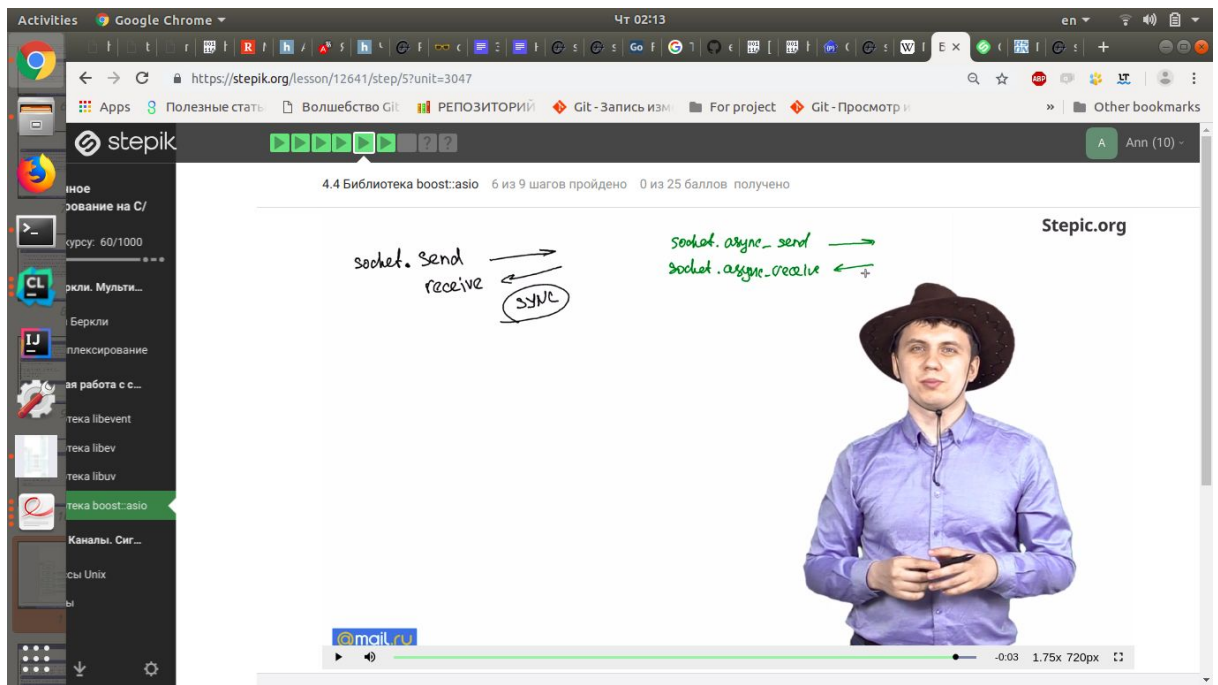 Activities Google Chrome Чт 02:13 en
https://stepik.org/lesson/12641/step/5?unit=3047
Apps Полезные стать Волшебство Git РЕПОЗИТОРИЙ Git - Запись изм For project Git - Просмотр и » Other bookmarks
stepik ? ? A Ann (10)
4.4 Библиотека boost::asio 6 из 9 шагов пройдено 0 из 25 баллов получено
нное
рование на C/
курсу: 60/1000
ркли. Мульти...
Беркли
плексирование
ая работа с с...
тека libevent
тека libev
тека libuv
тека boost::asio
Каналы. Сиг...
ссы Unix
ы
Stepic.org
socket. send
receive
SYNC
socket. async_ send
socket. async_receive
@mail.ru
-0:03 1.75x 720px